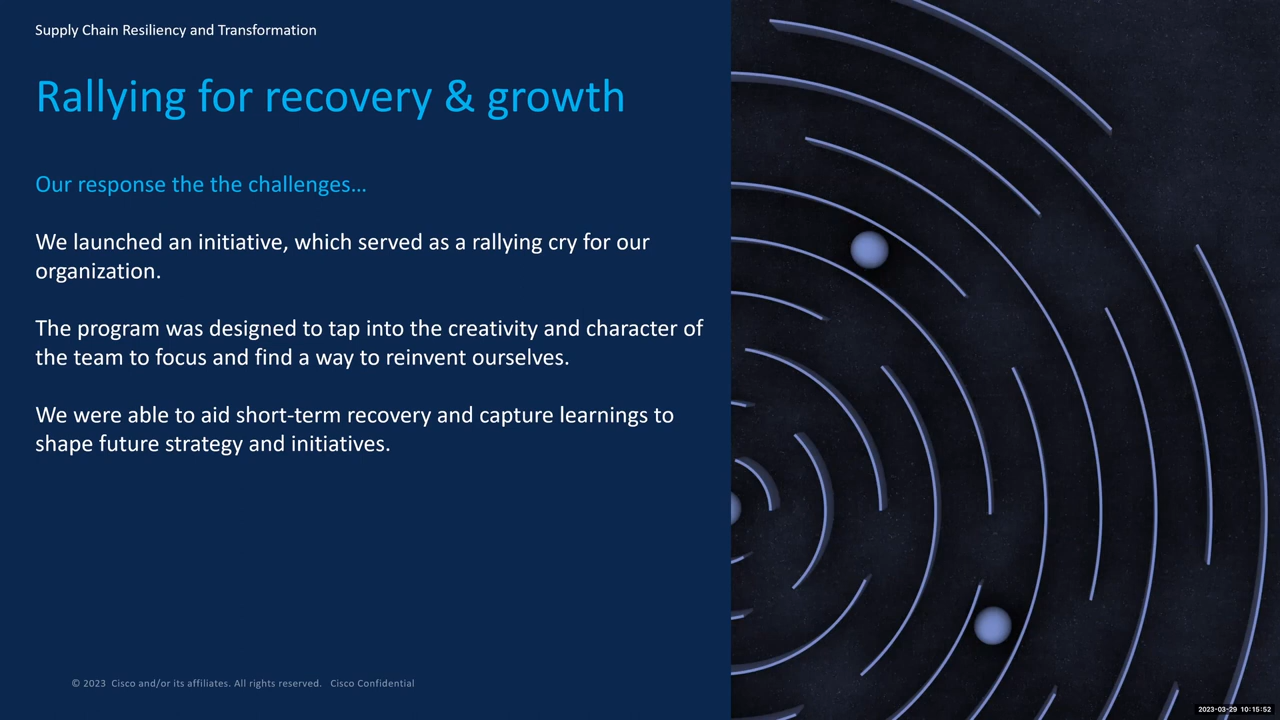 Supply Chain Resiliency and Transformation
Rallying for recovery & growth
Our response the the challenges...
We launched an initiative, which served as a rallying cry for our
organization.
The program was designed to tap into the creativity and character of
the team to focus and find a way to reinvent ourselves.
We were able to aid short-term recovery and capture learnings to
shape future strategy and initiatives.
© 2023 Cisco and/or its affiliates. All rights reserved. Cisco Confidential
2023-03-29 10:15:52